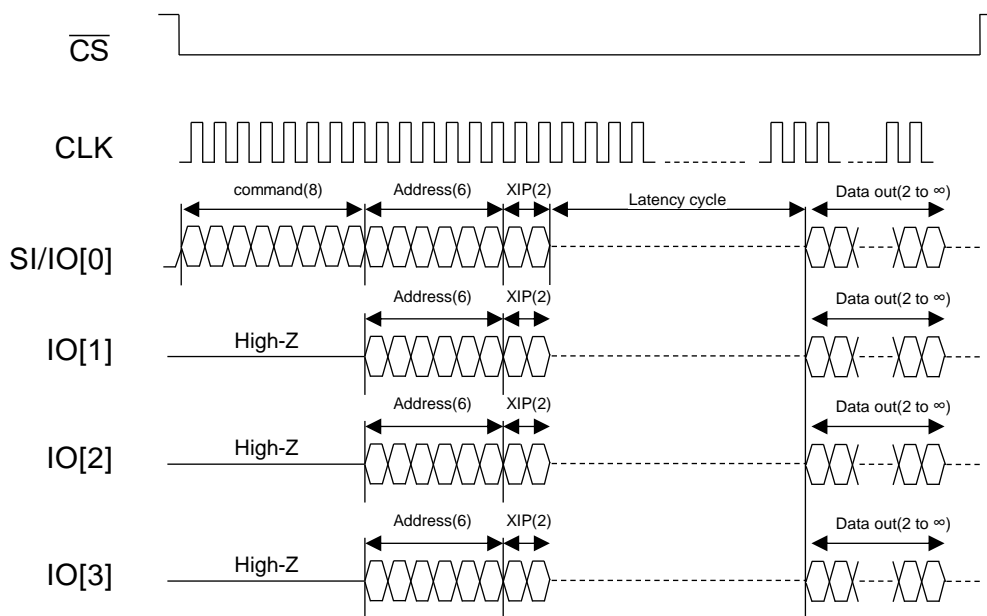 CS
CLK
command(8) Address(6) XIP(2) Latency cycle Data out(2 to ∞)
SI/IO[0]
Address(6) XIP(2) Data out(2 to ∞)
IO[1] High-Z
Address(6) XIP(2) Data out(2 to ∞)
IO[2] High-Z
Address(6) XIP(2) Data out(2 to ∞)
IO[3] High-Z